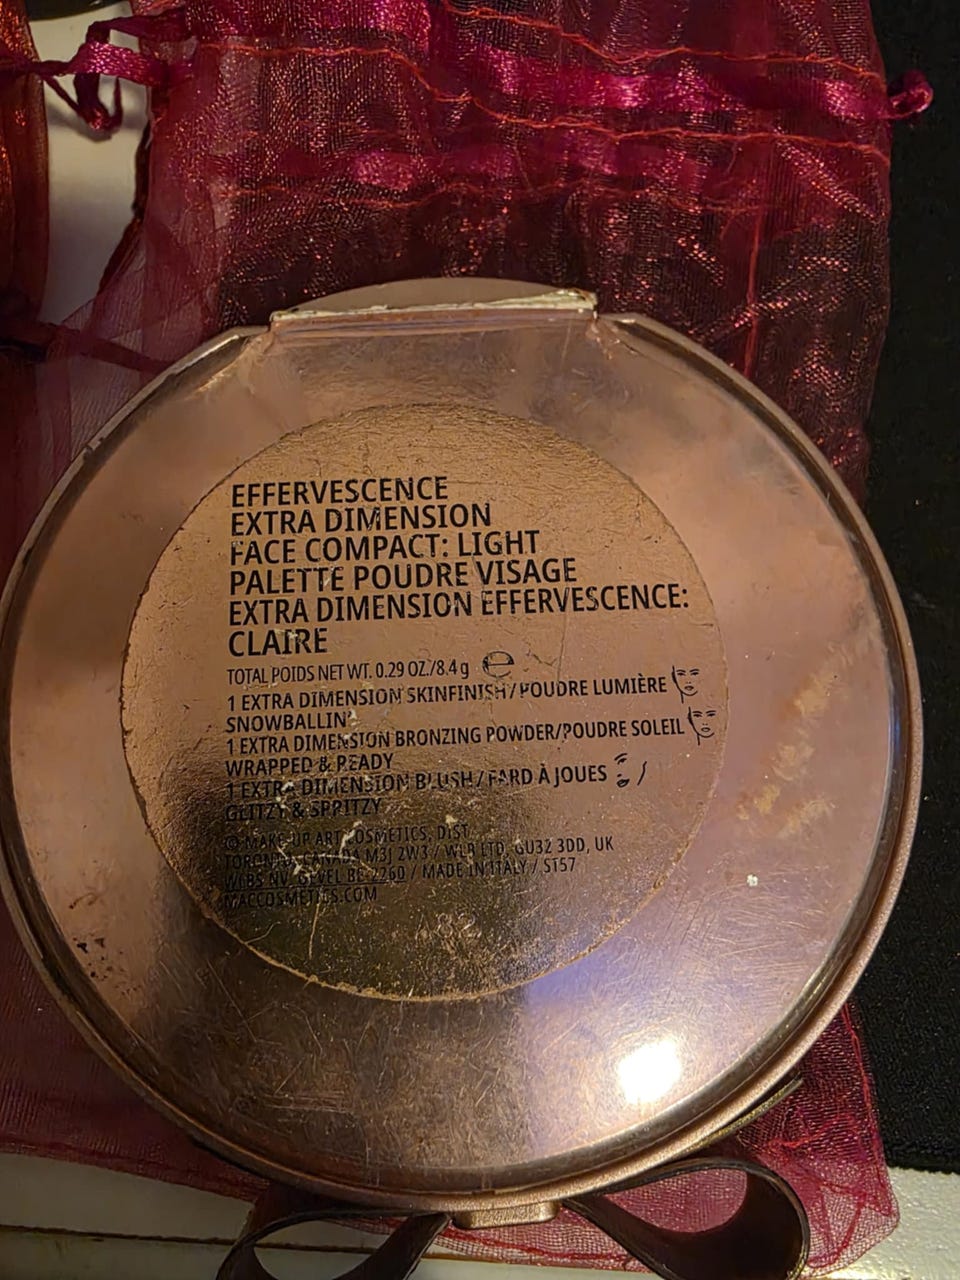 EFFERVESCENCE
EXTRA DIMENSION
FACE COMPACT: LIGHT
PALETTE POUDRE VISAGE
EXTRA DIMENSION EFFERVESCENCE:
CLAIRE
TOTAL POIDS NET WT. 0.29 OZ./8.4 g ℮
1 EXTRA DIMENSION SKINFINISH/POUDRE LUMIÈRE
SNOWBALLIN'
1 EXTRA DIMENSION BRONZING POWDER/POUDRE SOLEIL
WRAPPED & READY
1 EXTRA DIMENSION BLUSH/FARD À JOUES
GLITZY & SPRITZY
© MAKE-UP ART COSMETICS, DIST.
TORONTO, CANADA M3J 2W3 / WLR LTD, GU32 3DD, UK
WEBS NV GEVEL BE 2260 / MADE IN ITALY / ST57
MACCOSMETICS.COM